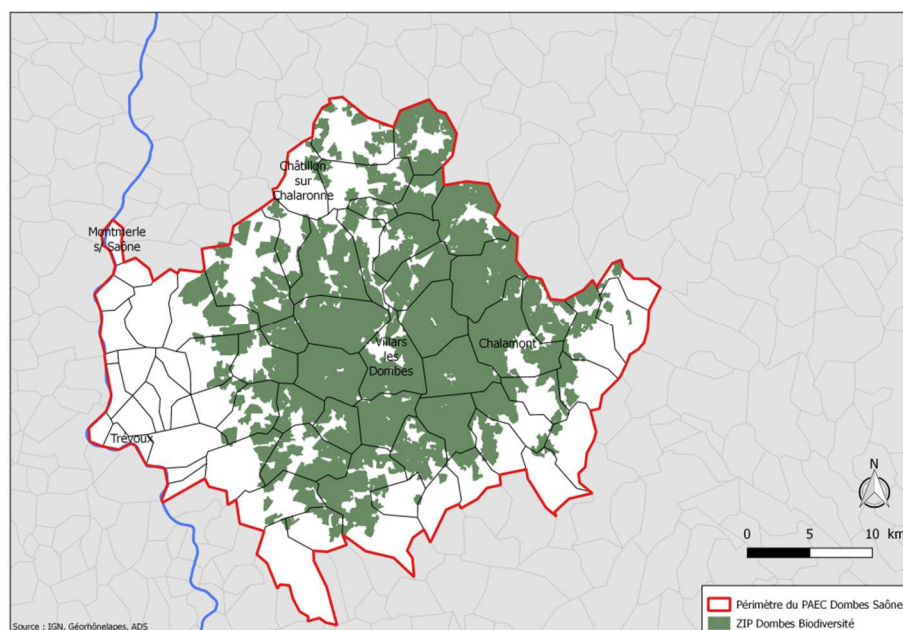 Châtillon
sur
Chalaronne
Montmerle
s/ Saône
Villars
les
Dombes
Chalamont
Trévoux
N
0 5 10 km
Périmètre du PAEC Dombes Saône
ZIP Dombes Biodiversité
Source : IGN, Géorhônelapes, ADS